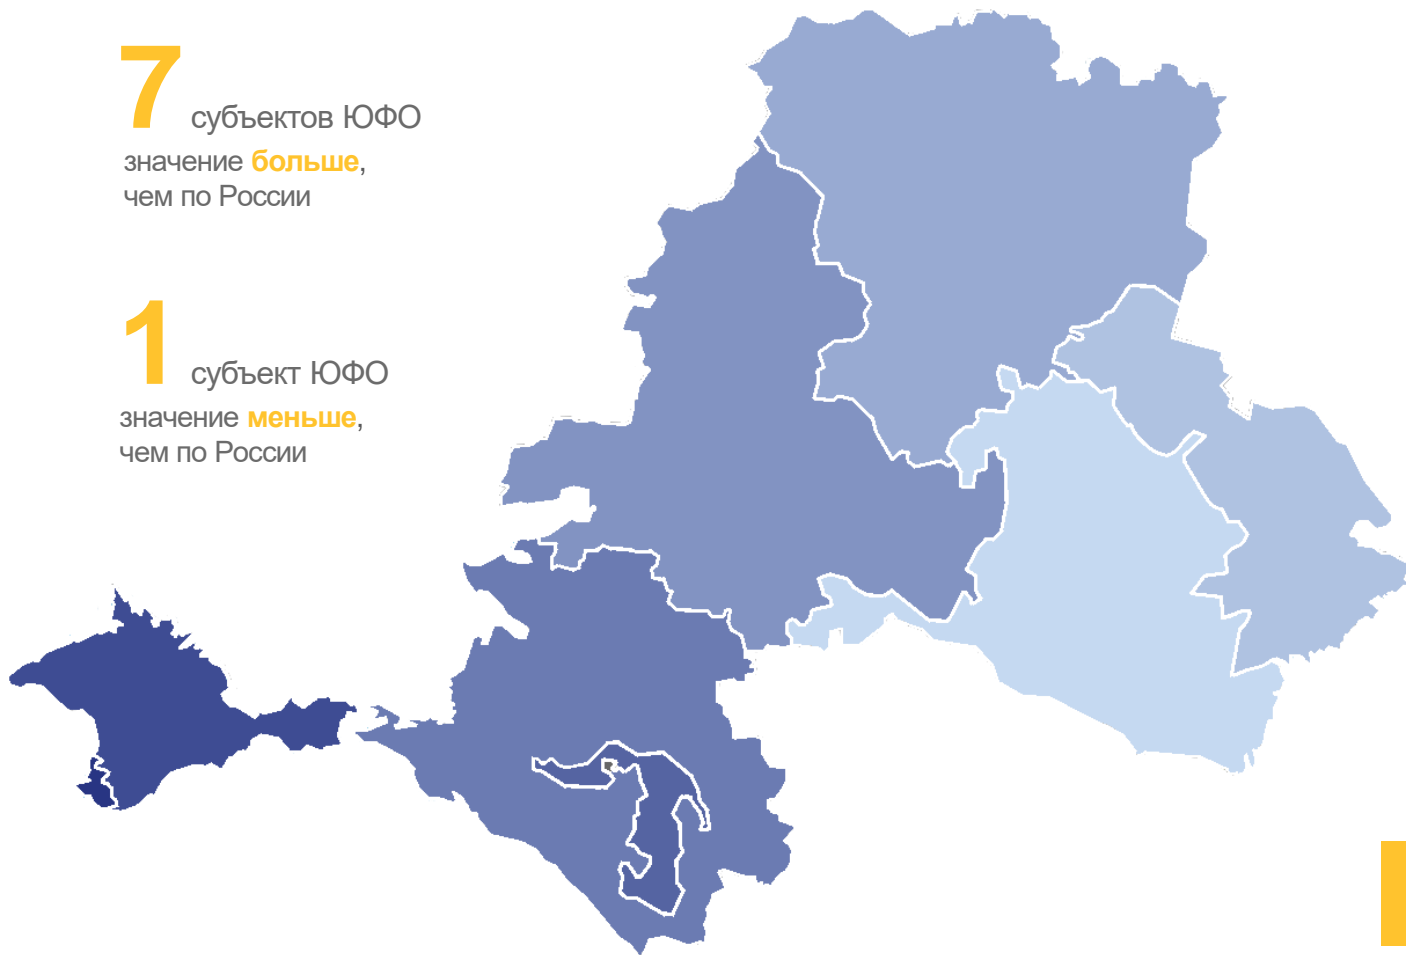 7 субъектов ЮФО
значение больше,
чем по России
1 субъект ЮФО
значение меньше,
чем по России